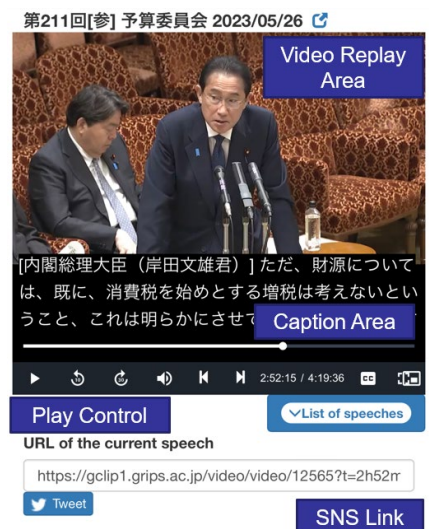 第211回[参] 予算委員会 2023/05/26
Video Replay
Area
[内閣総理大臣（岸田文雄君）] ただ、財源について
は、既に、消費税を始めとする増税は考えないとい
うこと、これは明らかにさせて
Caption Area
10 10 2:52:15 / 4:19:36 CC
Play Control
List of speeches
URL of the current speech
https://gclip1.grips.ac.jp/video/video/12565?t=2h52m
Tweet
SNS Link